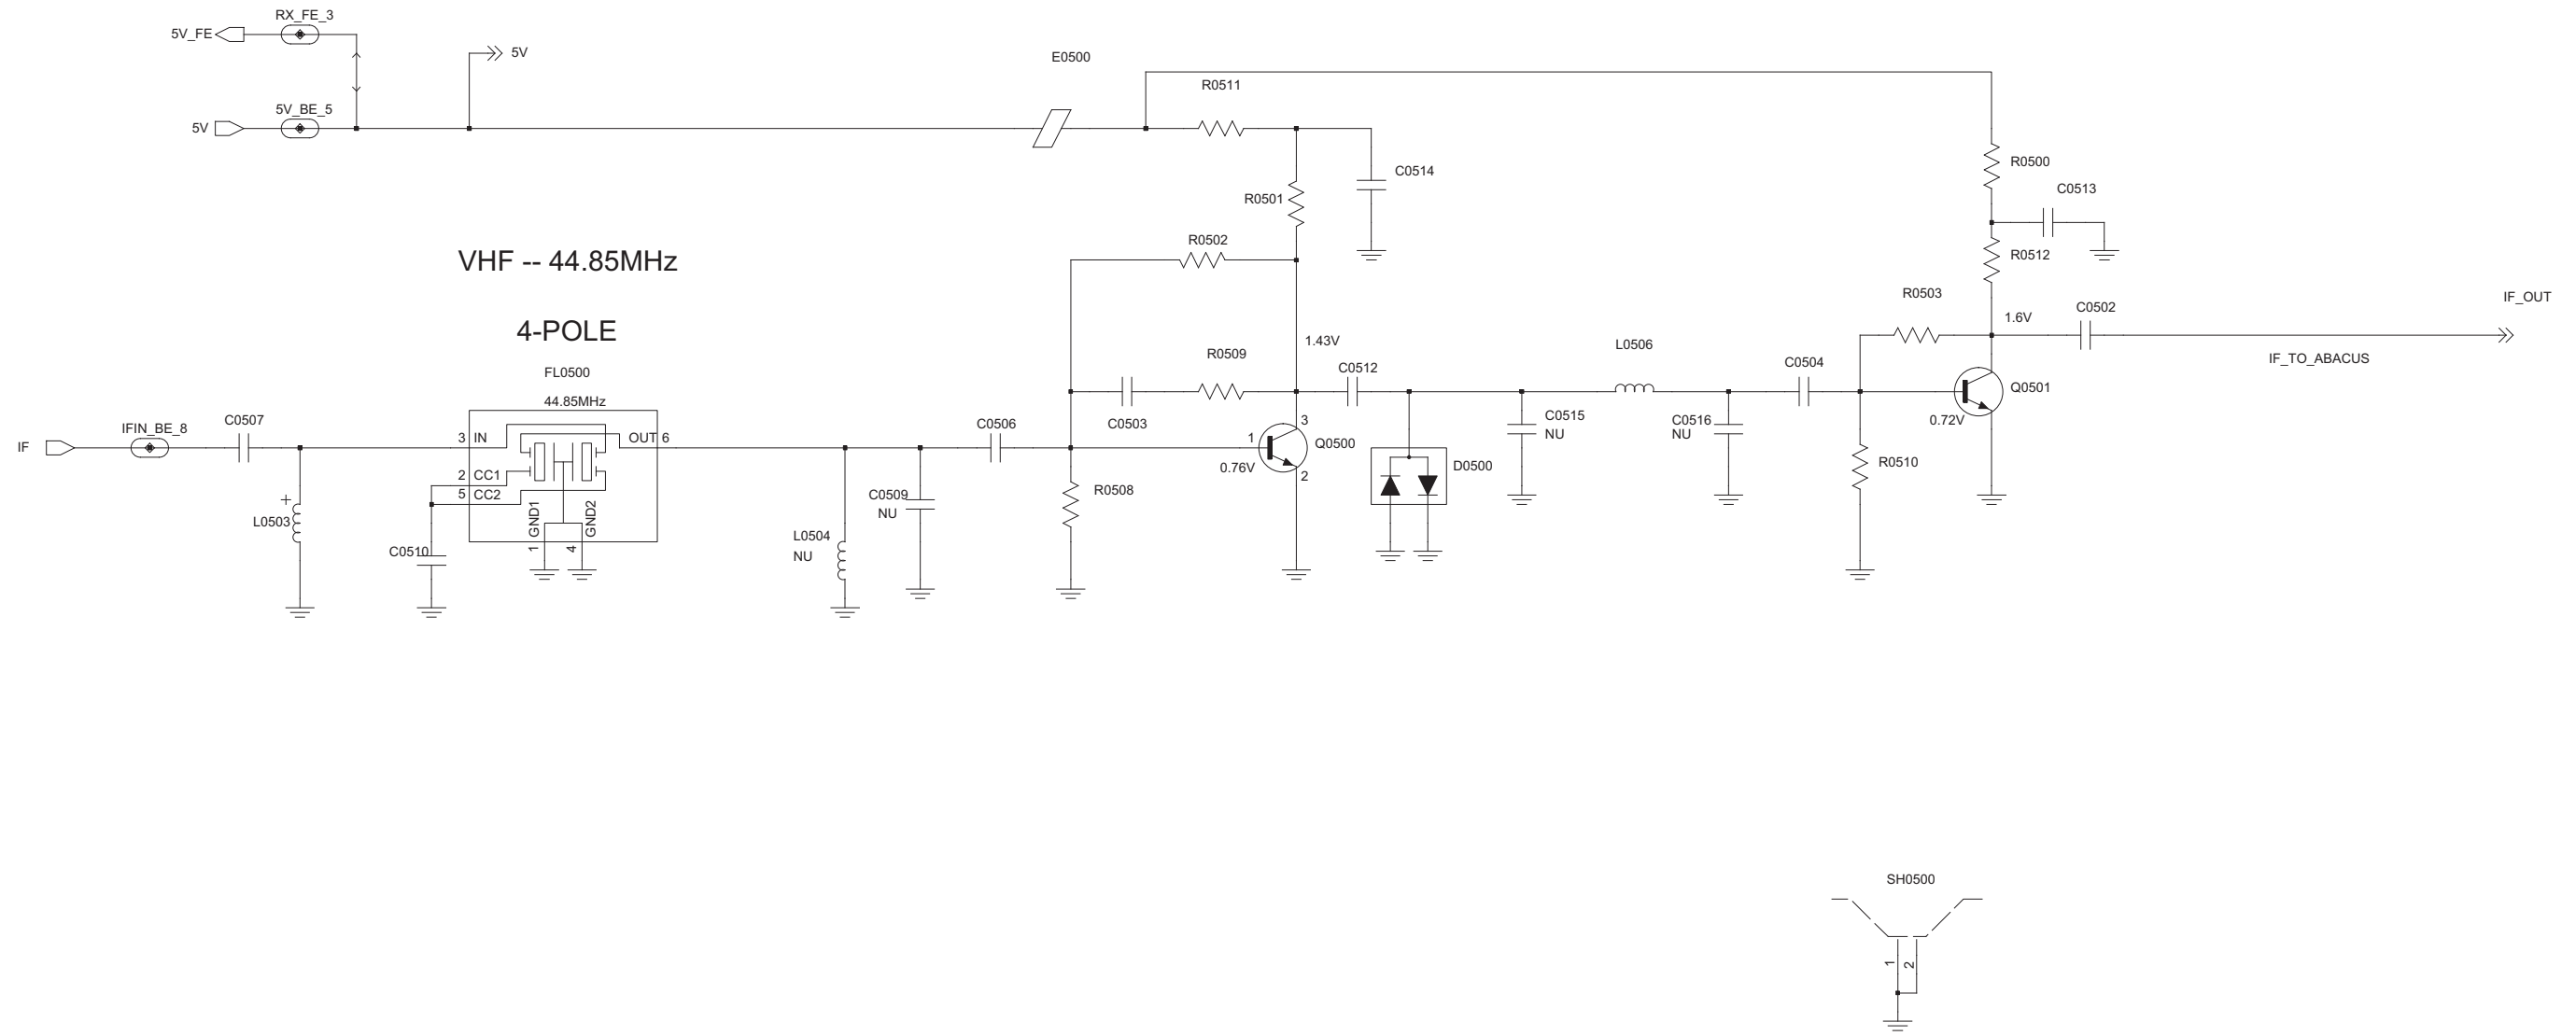 RX_FE_3
5V_FE
5V
E0500
R0511
5V_BE_5
5V
R0500
C0514
C0513
R0501
R0502
VHF -- 44.85MHz
R0512
R0503
IF_OUT
C0502
1.6V
4-POLE
1.43V
L0506
R0509
IF_TO_ABACUS
C0504
C0512
FL0500
Q0501
44.85MHz
C0507
C0506
C0503
C0515
NU
C0516
NU
0.72V
3
IFIN_BE_8
3 IN
OUT 6
1
Q0500
IF
0.76V
D0500
R0510
2 CC1
2
5 CC2
C0509
NU
R0508
L0503
GND1
GND2
L0504
NU
C0510
1
4
SH0500
1
2